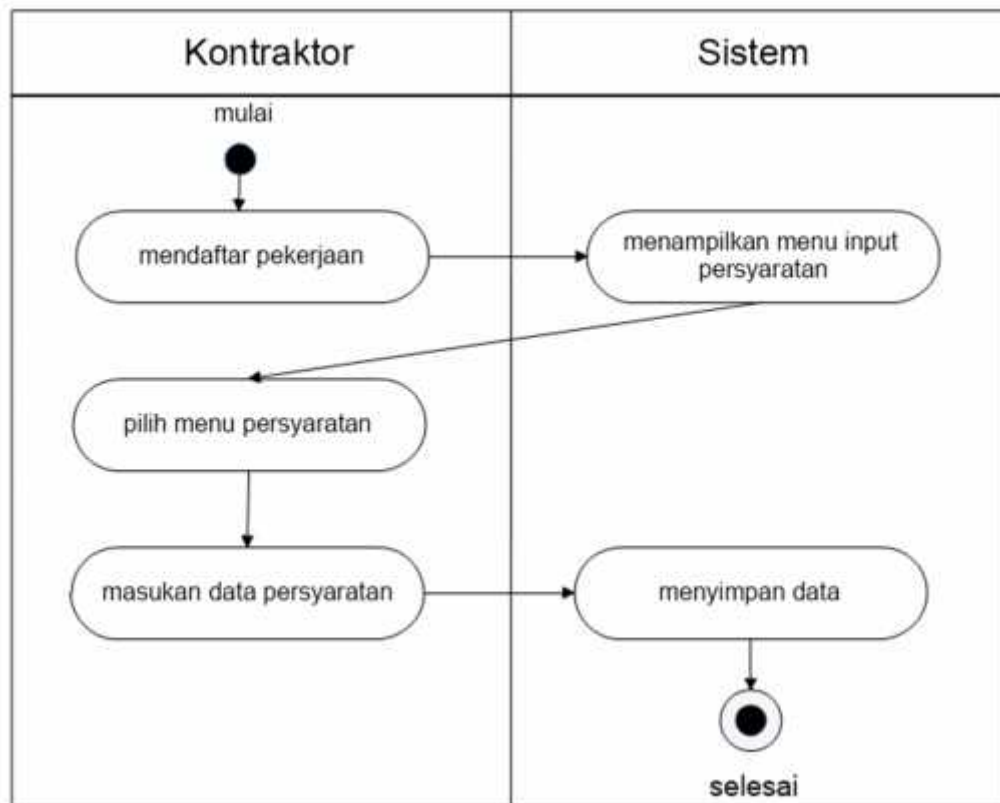 Kontraktor
Sistem
mulai
mendaftar pekerjaan
menampilkan menu input
persyaratan
pilih menu persyaratan
masukan data persyaratan
menyimpan data
selesai